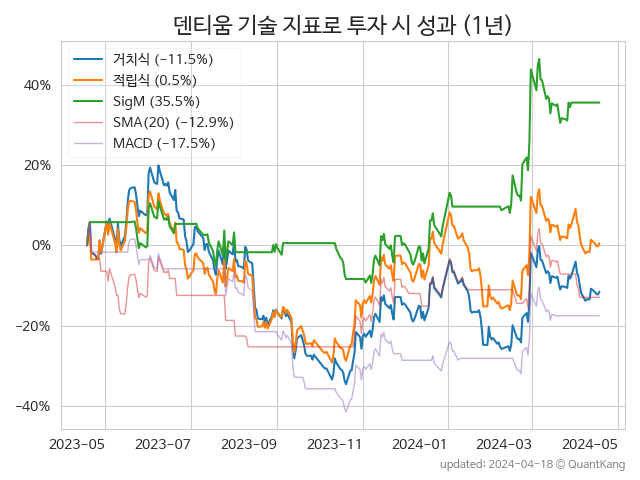 덴티움 기술 지표로 투자 시 성과 (1년)
거치식 (−11.5%)
적립식 (0.5%)
SigM (35.5%)
SMA(20) (−12.9%)
MACD (−17.5%)
40%
20%
0%
−20%
−40%
2023-05 2023-07 2023-09 2023-11 2024-01 2024-03 2024-05
updated: 2024-04-18 © QuantKang